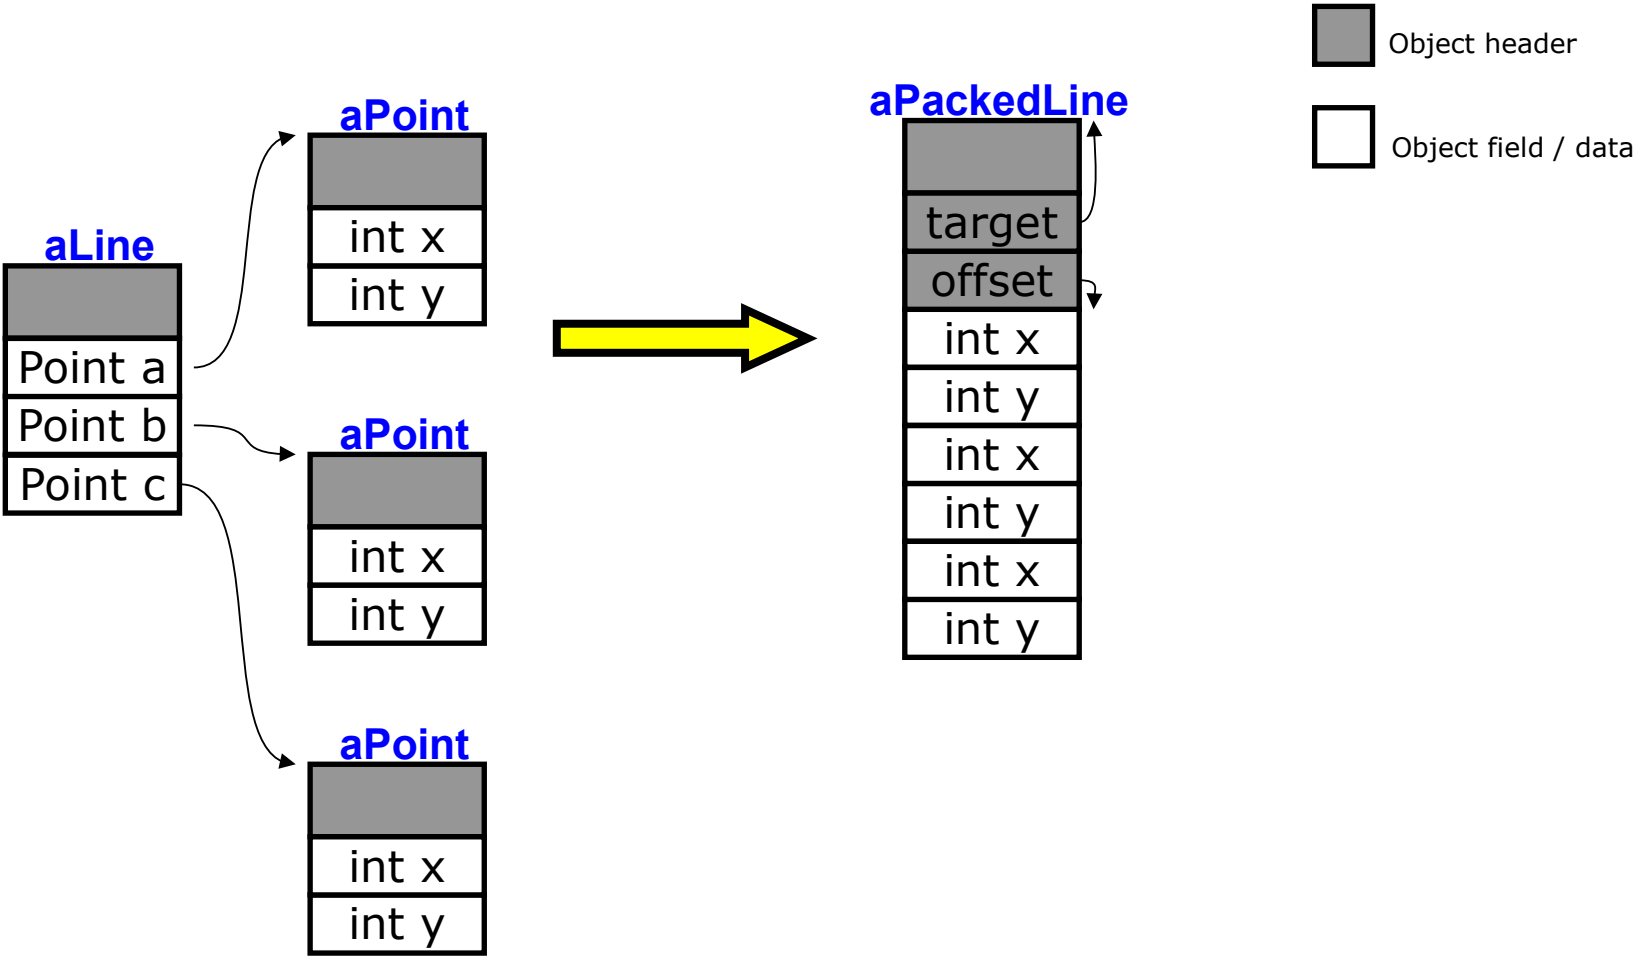 aLine
Point a
Point b
Point c
aPoint
int x
int y
aPoint
int x
int y
aPoint
int x
int y
aPackedLine
target
offset
int x
int y
int x
int y
int x
int y
Object header
Object field / data